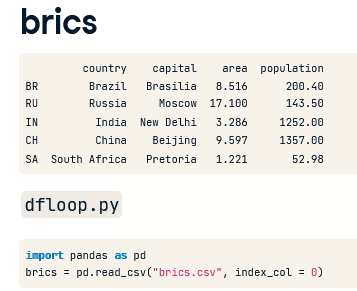 brics
country capital area population
BR Brazil Brasilia 8.516 200.40
RU Russia Moscow 17.100 143.50
IN India New Delhi 3.286 1252.00
CH China Beijing 9.597 1357.00
SA South Africa Pretoria 1.221 52.98
dfloop.py
import pandas as pd
brics = pd.read_csv("brics.csv", index_col = 0)